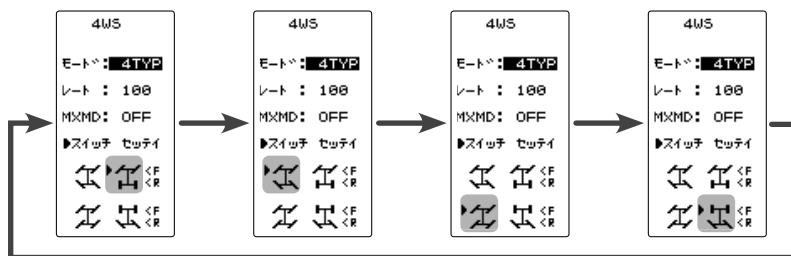 4WS
モード: 4TYP
レート : 100
MXMD: OFF
▶スイッチ セッテイ
<F
<R
<F
<R
4WS
モード: 4TYP
レート : 100
MXMD: OFF
▶スイッチ セッテイ
<F
<R
<F
<R
4WS
モード: 4TYP
レート : 100
MXMD: OFF
▶スイッチ セッテイ
<F
<R
<F
<R
4WS
モード: 4TYP
レート : 100
MXMD: OFF
▶スイッチ セッテイ
<F
<R
<F
<R